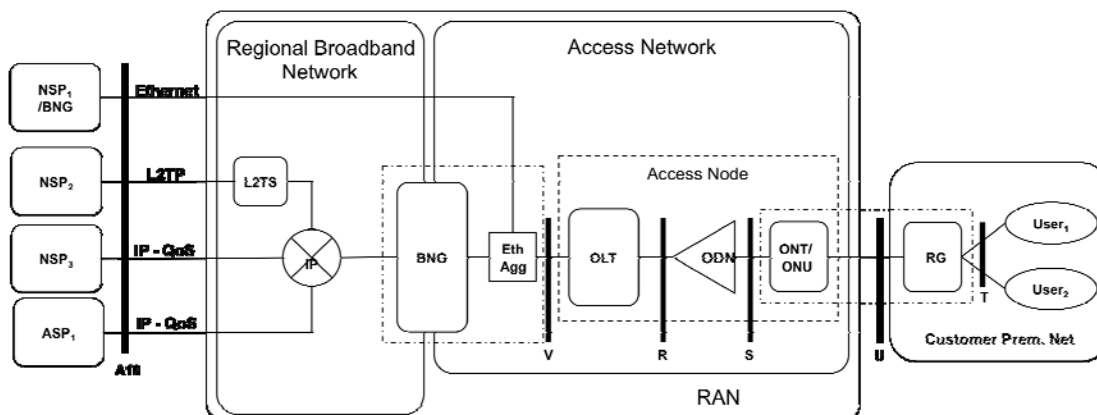 Regional Broadband
Network
Access Network
NSP₁
/BNG
Ethernet
NSP₂
L2TP
L2TS
Access Node
NSP₃
IP - QoS
IP
BNG
Eth
Agg
OLT
ODN
ONT/
ONU
RG
User₁
User₂
T
ASP₁
IP - QoS
A10
V
R
S
U
Customer Prem. Net
RAN